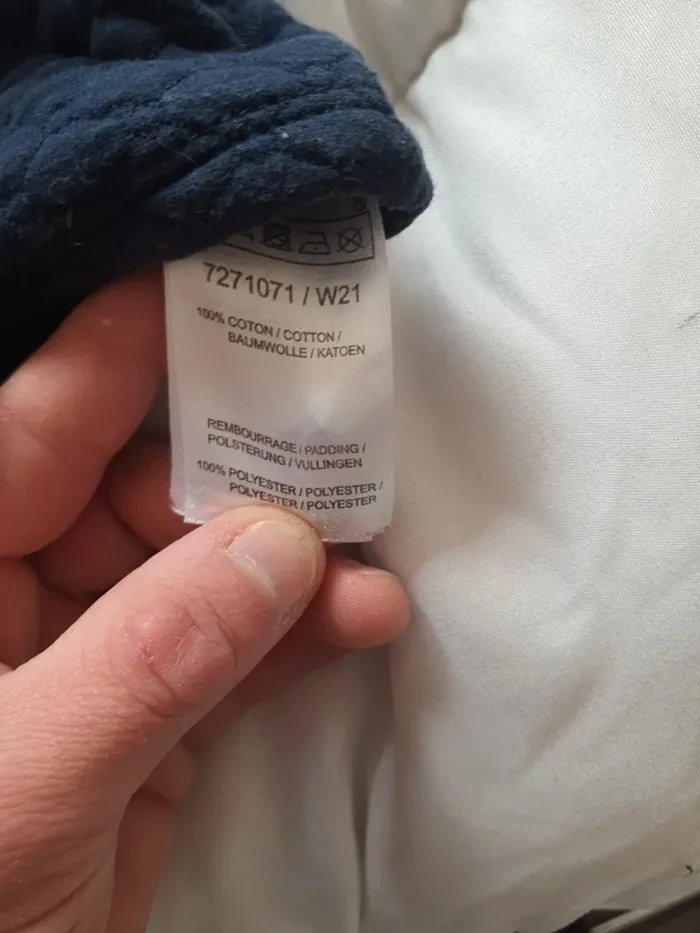 7271071 / W21
100% COTON / COTTON /
BAUMWOLLE / KATOEN
REMBOURRAGE / PADDING /
POLSTERUNG / VULLINGEN
100% POLYESTER / POLYESTER /
POLYESTER / POLYESTER